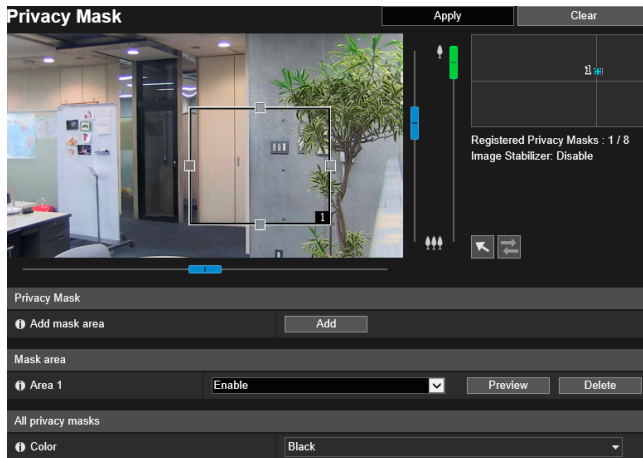 Privacy Mask
Apply
Clear
1
1
Registered Privacy Masks : 1 / 8
Image Stabilizer: Disable
Privacy Mask
Add mask area
Add
Mask area
Area 1
Enable
Preview
Delete
All privacy masks
Color
Black